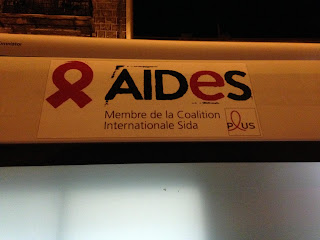 AIDeS
Membre de la Coalition
Internationale Sida
PLUS